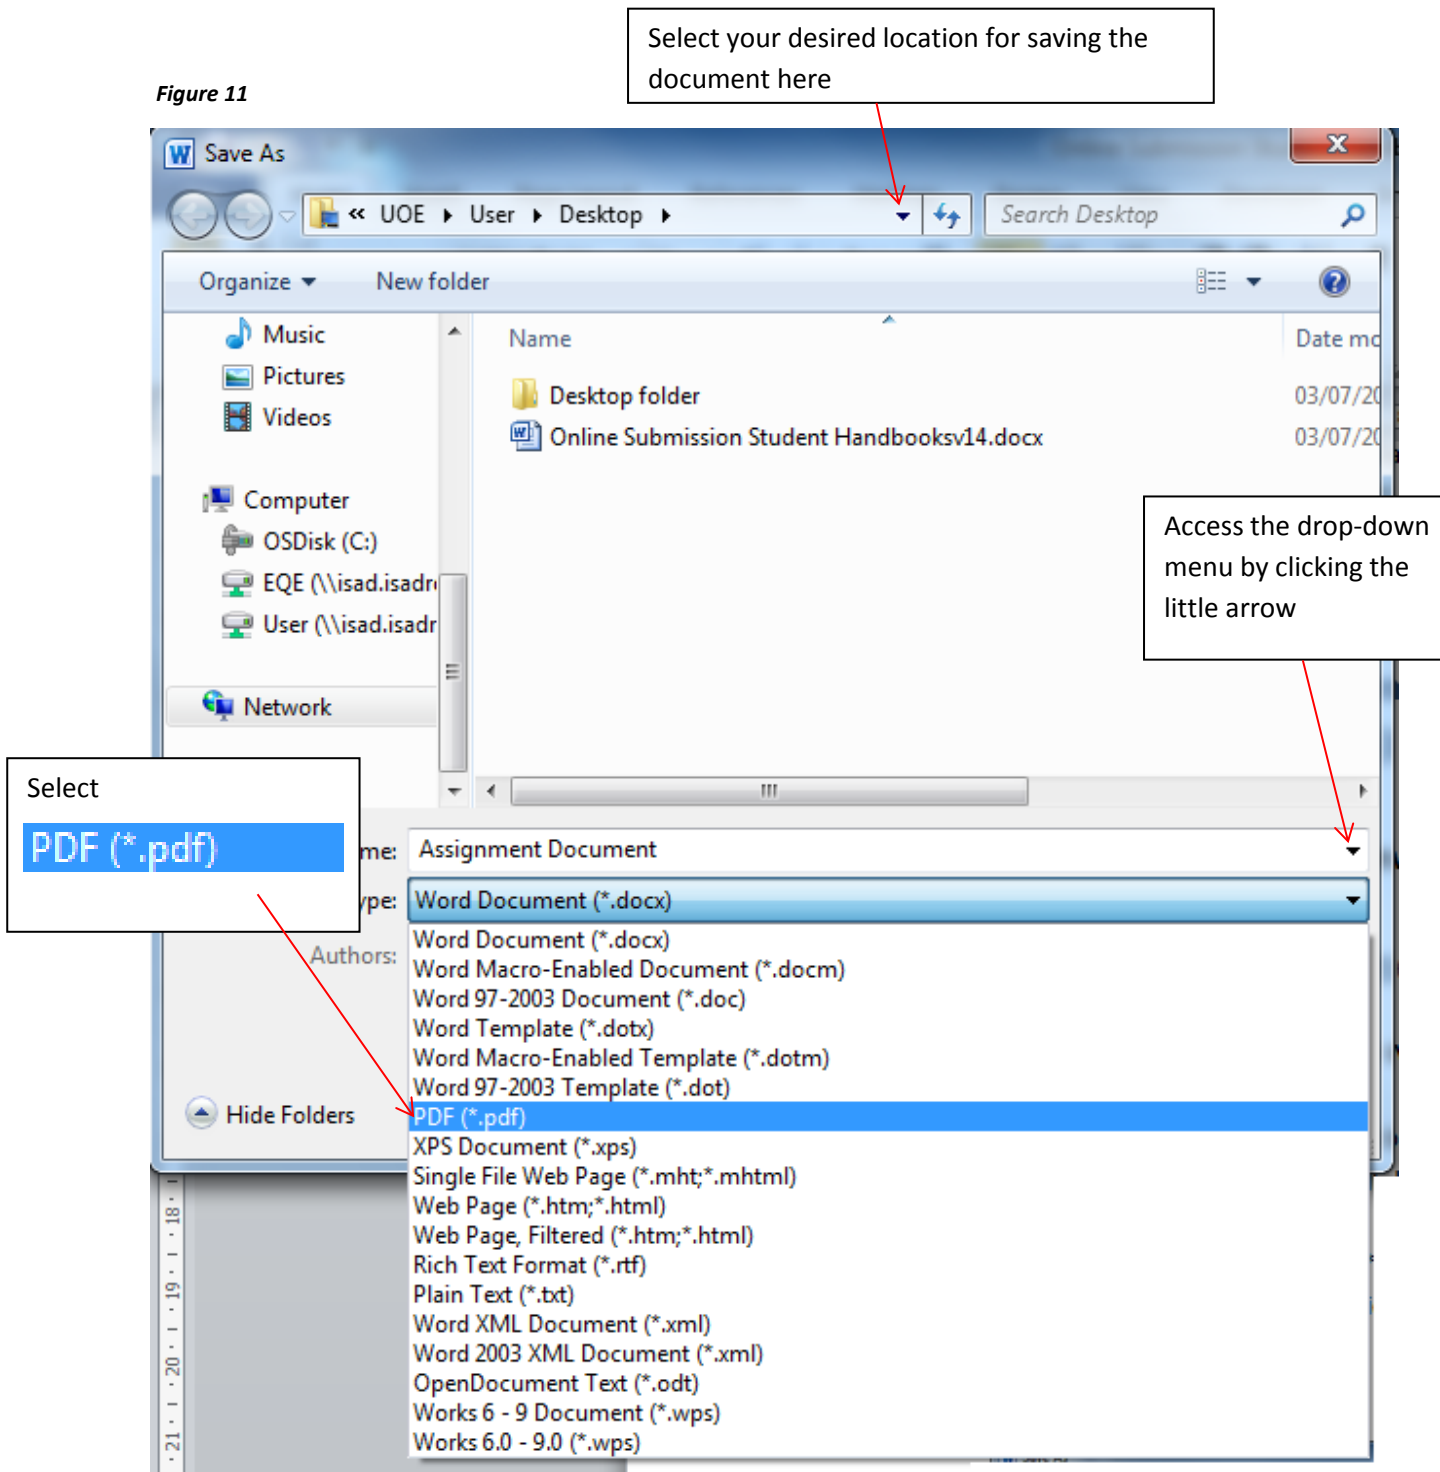 Select your desired location for saving the
document here
Figure 11
Save As
« UOE User Desktop
Search Desktop
Organize
New folder
Music
Pictures
Videos
Computer
OSDisk (C:)
EQE (\\isad.isadr
User (\\isad.isadr
Network
Name
Date mo
Desktop folder
03/07/20
Online Submission Student Handbooksv14.docx
03/07/20
Access the drop-down
menu by clicking the
little arrow
Select
PDF (*.pdf)
me: Assignment Document
ype: Word Document (*.docx)
Authors:
Word Document (*.docx)
Word Macro-Enabled Document (*.docm)
Word 97-2003 Document (*.doc)
Word Template (*.dotx)
Word Macro-Enabled Template (*.dotm)
Word 97-2003 Template (*.dot)
PDF (*.pdf)
XPS Document (*.xps)
Single File Web Page (*.mht;*.mhtml)
Web Page (*.htm;*.html)
Web Page, Filtered (*.htm;*.html)
Rich Text Format (*.rtf)
Plain Text (*.txt)
Word XML Document (*.xml)
Word 2003 XML Document (*.xml)
OpenDocument Text (*.odt)
Works 6 - 9 Document (*.wps)
Works 6.0 - 9.0 (*.wps)
Hide Folders
18
19
20
21